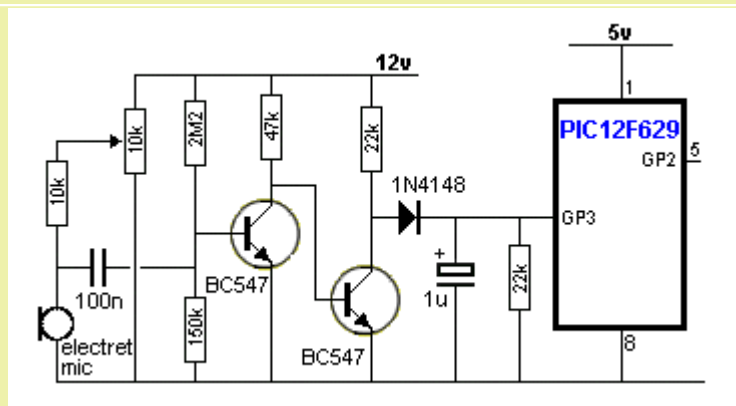 5v
12v
1
10k
2M2
47k
22k
PIC12F629
5
GP2
10k
1N4148
GP3
+
BC547
22k
100n
1u
150k
electret
mic
BC547
8